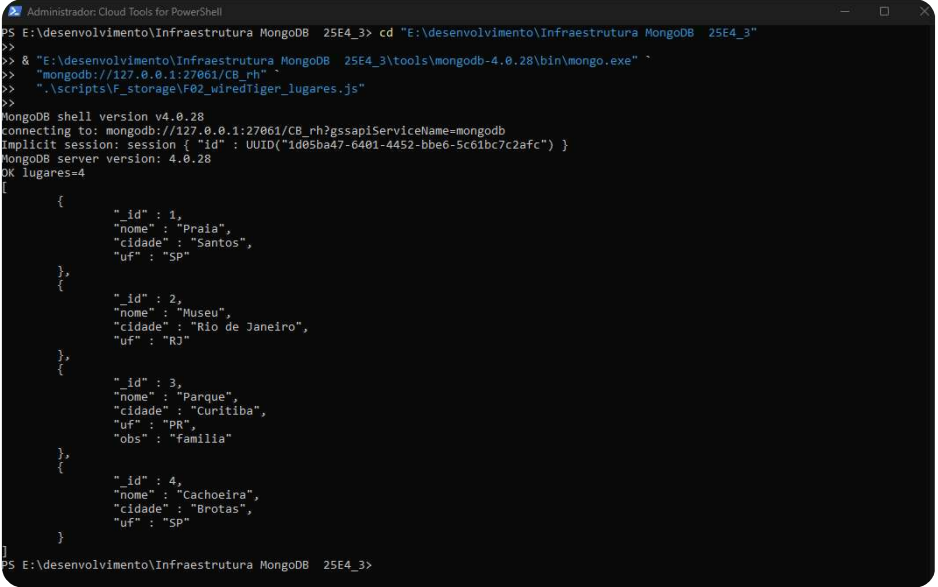 Administrador: Cloud Tools for PowerShell
PS E:\desenvolvimento\Infraestrutura MongoDB  25E4_3> cd "E:\desenvolvimento\Infraestrutura MongoDB  25E4_3"
>>
>> & "E:\desenvolvimento\Infraestrutura MongoDB  25E4_3\tools\mongodb-4.0.28\bin\mongo.exe" `
>>   "mongodb://127.0.0.1:27061/CB_rh" `
>>   ".\scripts\F_storage\F02_wiredTiger_lugares.js"
>>
MongoDB shell version v4.0.28
connecting to: mongodb://127.0.0.1:27061/CB_rh?gssapiServiceName=mongodb
Implicit session: session { "id" : UUID("1d05ba47-6401-4452-bbe6-5c61bc7c2afc") }
MongoDB server version: 4.0.28
OK lugares=4
[
        {
                "_id" : 1,
                "nome" : "Praia",
                "cidade" : "Santos",
                "uf" : "SP"
        },
        {
                "_id" : 2,
                "nome" : "Museu",
                "cidade" : "Rio de Janeiro",
                "uf" : "RJ"
        },
        {
                "_id" : 3,
                "nome" : "Parque",
                "cidade" : "Curitiba",
                "uf" : "PR",
                "obs" : "familia"
        },
        {
                "_id" : 4,
                "nome" : "Cachoeira",
                "cidade" : "Brotas",
                "uf" : "SP"
        }
]
PS E:\desenvolvimento\Infraestrutura MongoDB  25E4_3>